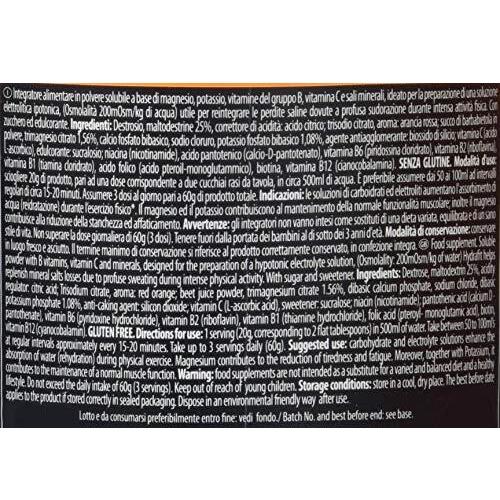 Integratore alimentare in polvere solubile a base di magnesio, potassio, vitamine del gruppo B, vitamina C e sali minerali, ideato per la preparazione di una soluzione
elettrolitica ipotonica, (Osmolalità 200mOsm/kg di acqua) utile per reintegrare le perdite saline dovute a profusa sudorazione durante intensa attività fisica. Con
zucchero ed edulcorante. Ingredienti: Destrosio, maltodestrine 25%, correttore di acidità: acido citrico; trisodio citrato, aroma: arancia rossa; succo di barbabietola in
polvere, trimagnesio citrato 1,56%, calcio fosfato bibasico, sodio cloruro, potassio fosfato bibasico 1,08%, agente antiagglomerante: biossido di silicio; vitamina C (acido
L-ascorbico), edulcorante: sucralosio; niacina (nicotinamide), acido pantotenico (calcio-D-pantotenato), vitamina B6 (piridossina cloridrato), vitamina B2 (riboflavina),
vitamina B1 (tiamina cloridrato), acido folico (acido pteroil-monoglutammico), biotina, vitamina B12 (cianocobalamina). SENZA GLUTINE. Modalità d'uso:
sciogliere 20g di prodotto, pari ad una dose corrispondente a due cucchiai rasi da tavola, in circa 500ml di acqua. È preferibile assumere dai 50 ai 100ml ad intervalli
regolari di circa 15-20 minuti. Assumere 3 dosi al giorno pari a 60g di prodotto totale. Indicazioni: le soluzioni di carboidrati ed elettroliti aumentano l'assorbimento di
acqua (redratazione) durante l'esercizio fisico*. Il magnesio ed il potassio contribuiscono al mantenimento della normale funzionalità muscolare; inoltre il magnesio
contribuisce alla riduzione della stanchezza ed affaticamento. Avvertenze: gli integratori non vanno intesi come sostituti di una dieta variata, equilibrata e di un sano
stile di vita. Non superare la dose giornaliera di 60g (3 dosi). Tenere fuori dalla portata dei bambini al di sotto dei 3 anni d'età. Modalità di conservazione: conservare
in luogo fresco e asciutto. Il termine minimo di conservazione si riferisce al prodotto correttamente conservato, in confezione integra. GB Food supplement. Soluble
powder with B vitamins, vitamin C and minerals, designed for the preparation of a hypotonic electrolyte solution, (Osmolality: 200mOsm/kg of water) Hydrafit helps
replenish mineral salts losses due to profuse sweating during intense physical activity. With sugar and sweetener. Ingredients: Dextrose, maltodextrin 25%, acidity
regulator: citric acid; Trisodium citrate, aroma: red orange; beet juice powder, trimagnesium citrate 1.56%, dibasic calcium phosphate, sodium chloride, dibasic
potassium phosphate 1.08%, anti-caking agent: silicon dioxide; vitamin C (L-ascorbic acid), sweetener: sucralose; niacin (nicotinamide); pantothenic acid (calcium D-
pantothenate), vitamin B6 (pyridoxine hydrochloride), vitamin B2 (riboflavin), vitamin B1 (thiamine hydrochloride), folic acid (pteroyl- monoglutamic acid), biotin,
vitamin B12 (cyanocobalamin). GLUTEN FREE. Directions for use: 1 serving (20g, corresponding to 2 flat tablespoons) in 500ml of water. Take between 50 to 100ml
at regular intervals approximately every 15-20 minutes. Take up to 3 servings daily (60g). Suggested use: carbohydrate and electrolyte solutions enhance the
absorption of water (rehydration) during physical exercise. Magnesium contributes to the reduction of tiredness and fatigue. Moreover, together with Potassium, it
contributes to the maintenance of a normal muscle function. Warning: food supplements are not intended as a substitute for a varied and balanced diet and a healthy
lifestyle. Do not exceed the daily intake of 60g (3 servings). Keep out of reach of young children. Storage conditions: store in a cool, dry place. The best before date
applies to the product if stored correctly in sealed packaging. Dispose in an environmental friendly way after use.
Lotto e da consumarsi preferibilmente entro fine: vedi fondo./ Batch No. and best before end: see base.